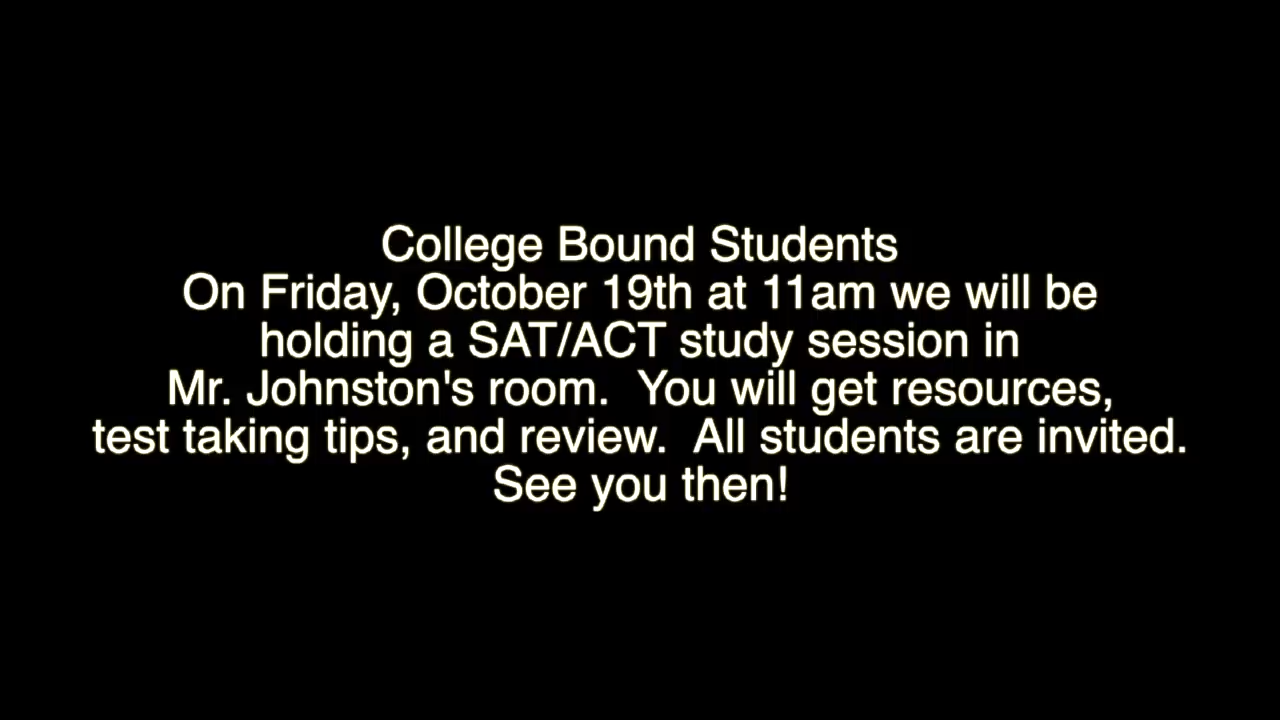 College Bound Students
On Friday, October 19th at 11am we will be
holding a SAT/ACT study session in
Mr. Johnston's room.  You will get resources,
test taking tips, and review.  All students are invited.
See you then!